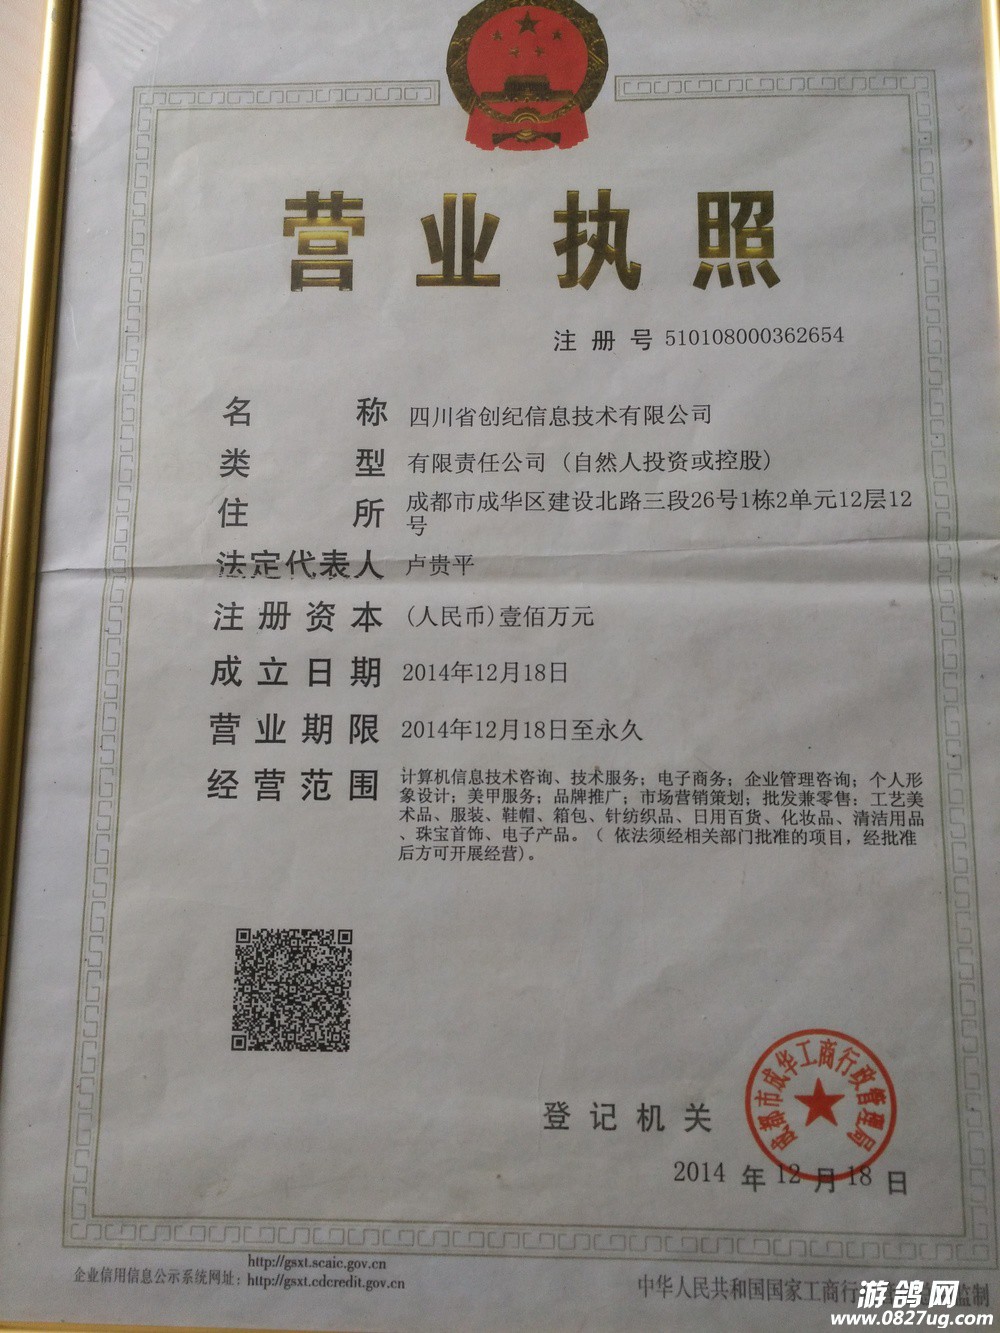 营业执照
注册号 510108000362654
名称 四川省创纪信息技术有限公司
类型 有限责任公司（自然人投资或控股）
住所 成都市成华区建设北路三段26号1栋2单元12层12
号
法定代表人 卢贵平
注册资本 (人民币)壹佰万元
成立日期 2014年12月18日
营业期限 2014年12月18日至永久
经营范围 计算机信息技术咨询、技术服务；电子商务；企业管理咨询；个人形
象设计；美甲服务；品牌推广；市场营销策划；批发兼零售：工艺美
术品、服装、鞋帽、箱包、针纺织品、日用百货、化妆品、清洁用品
、珠宝首饰、电子产品。（ 依法须经相关部门批准的项目，经批准
后方可开展经营)。
成都市成华工商行政管理局
登记机关
2014 年 12 月 18 日
企业信用信息公示系统网址：
http://gsxt.scaic.gov.cn
http://gsxt.cdcredit.gov.cn
中华人民共和国国家工商行 监制
游鸽网
www.0827ug.com